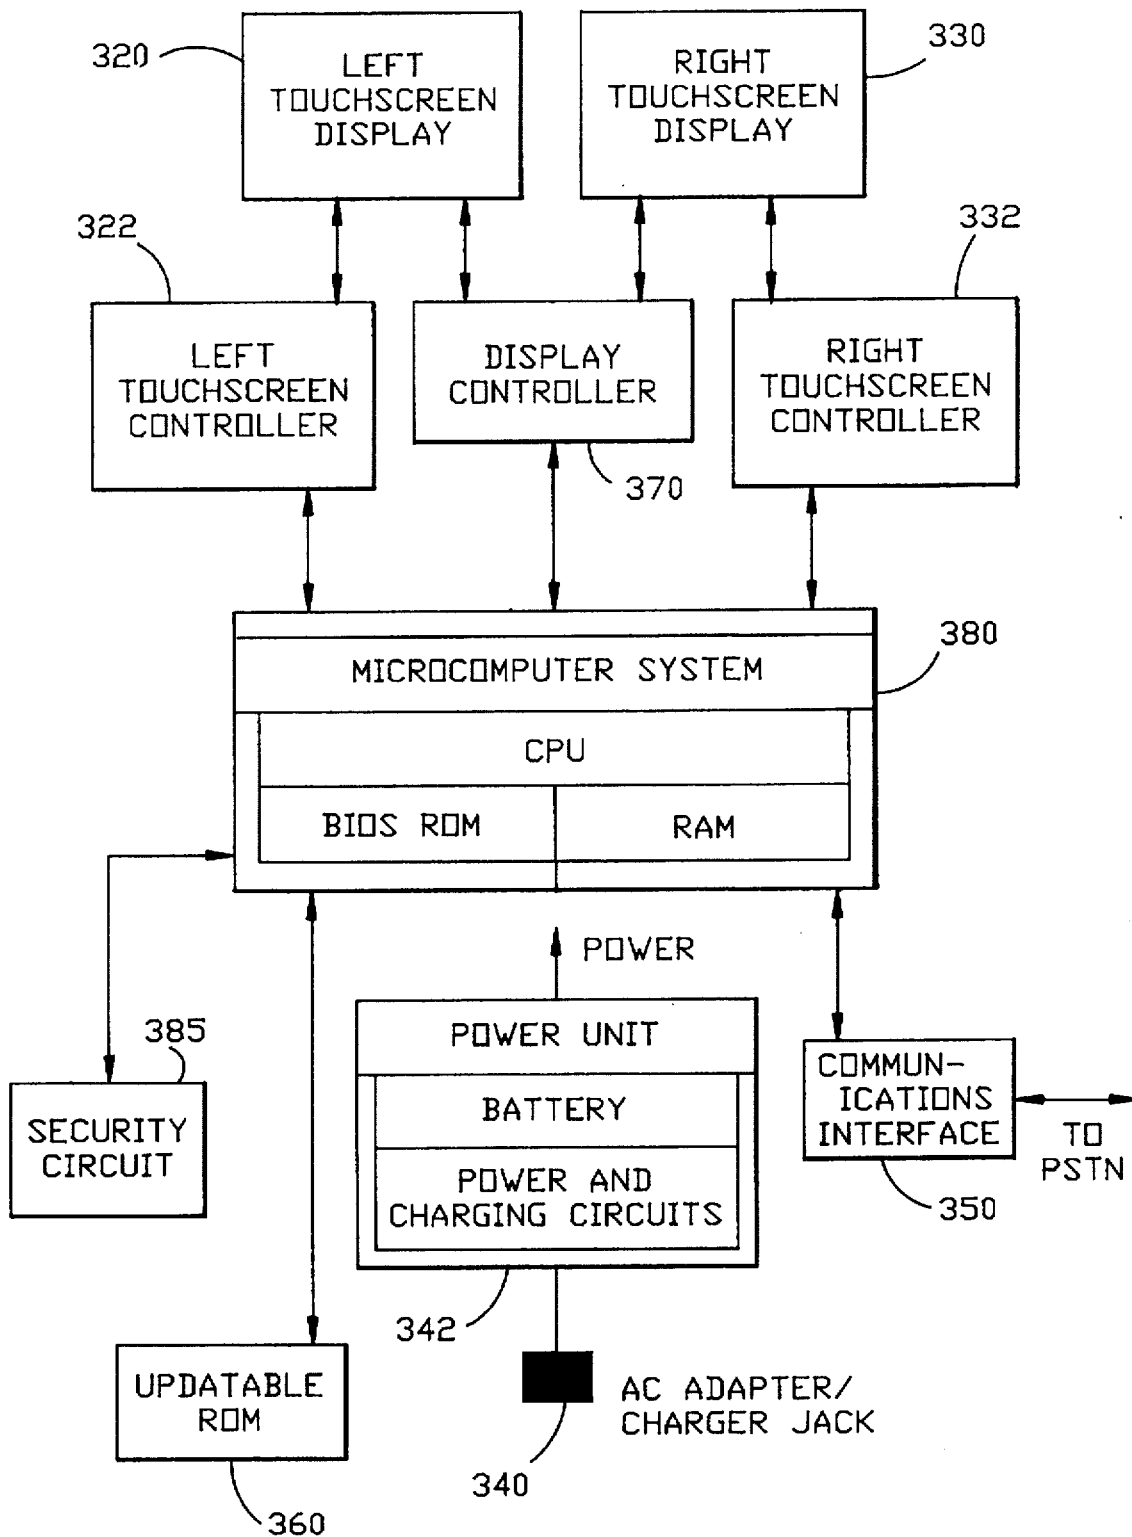 320
LEFT
TOUCHSCREEN
DISPLAY
RIGHT
TOUCHSCREEN
DISPLAY
330
322
LEFT
TOUCHSCREEN
CONTROLLER
DISPLAY
CONTROLLER
370
332
RIGHT
TOUCHSCREEN
CONTROLLER
380
MICROCOMPUTER SYSTEM
CPU
BIOS ROM
RAM
POWER
385
SECURITY
CIRCUIT
POWER UNIT
BATTERY
POWER AND
CHARGING CIRCUITS
342
COMMUN-
ICATIONS
INTERFACE
350
TO
PSTN
UPDATABLE
ROM
360
AC ADAPTER/
CHARGER JACK
340